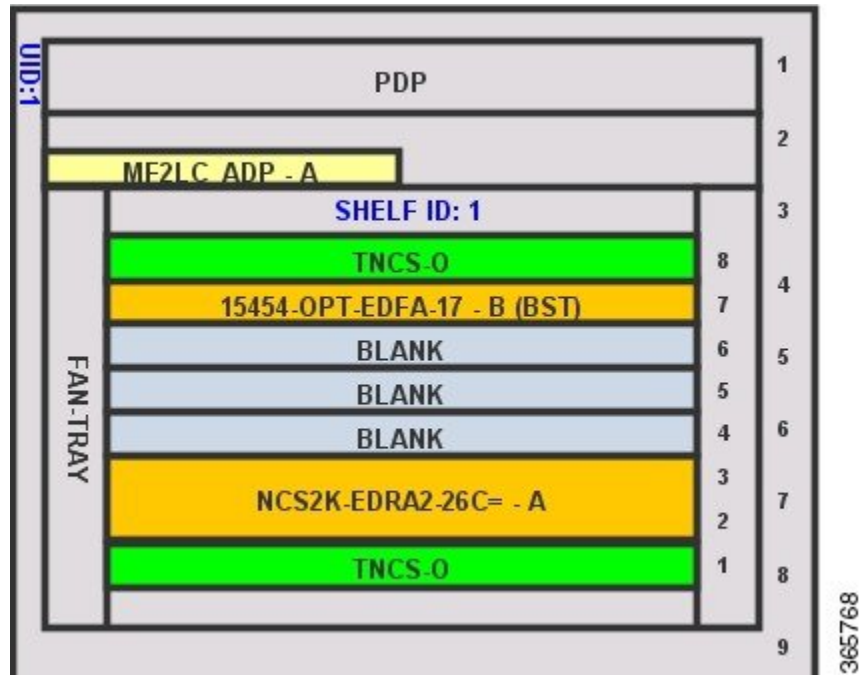 UID:1
PDP
1
2
MF2LC ADP - A
SHELF ID: 1
3
TNCS-O
8
4
15454-OPT-EDFA-17 - B (BST)
7
BLANK
6
5
BLANK
5
BLANK
4
6
FAN-TRAY
NCS2K-EDRA2-26C= - A
3
2
7
TNCS-O
1
8
9
365768